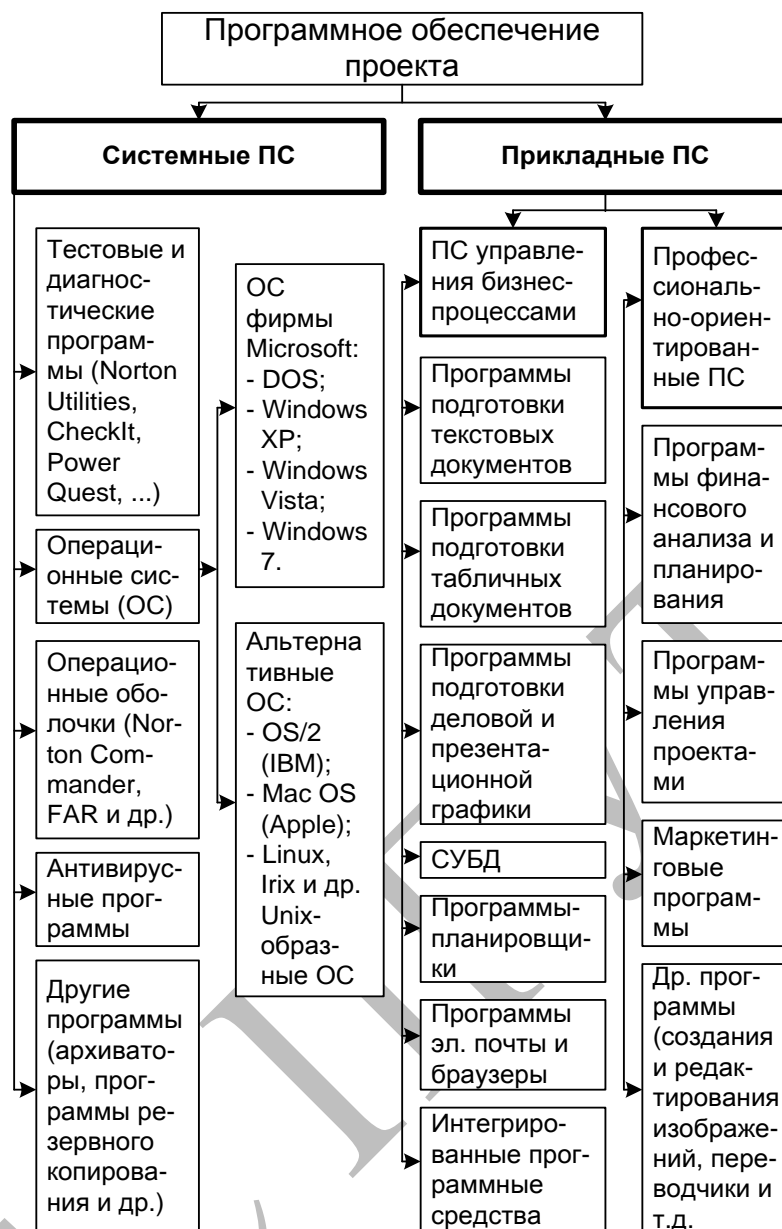 Программное обеспечение
проекта
Системные ПС
Прикладные ПС
Тестовые и
диагнос-
тические
програм-
мы (Norton
Utilities,
CheckIt,
Power
Quest, ...)
Операци-
онные сис-
темы (ОС)
Операцио-
нные обо-
лочки (Nor-
ton Com-
mander,
FAR и др.)
Антивирус-
ные прог-
раммы
Другие
программы
(архивато-
ры, прог-
раммы ре-
зервного
копирова-
ния и др.)
ОС
фирмы
Microsoft:
- DOS;
- Windows
XP;
- Windows
Vista;
- Windows
7.
Альтерна
тивные
ОС:
- OS/2
(IBM);
- Mac OS
(Apple);
- Linux,
Irix и др.
Unix-
образ-
ные ОС
ПС управле-
ния бизнес-
процессами
Программы
подготовки
текстовых
документов
Программы
подготовки
табличных
документов
Программы
подготовки
деловой и
презента-
ционной
графики
СУБД
Программы-
планировщи-
ки
Программы
эл. почты и
браузеры
Интегриро-
ванные прог-
раммные
средства
Профес-
сиональ-
но-ориен-
тирован-
ные ПС
Програм-
мы фина-
нсового
анализа и
планиро-
вания
Програм-
мы управ-
ления
проекта-
ми
Маркетин-
говые
програм-
мы
Др. прог-
раммы
(создания
и редак-
тирования
изображе-
ний, пере-
водчики и
т.д.